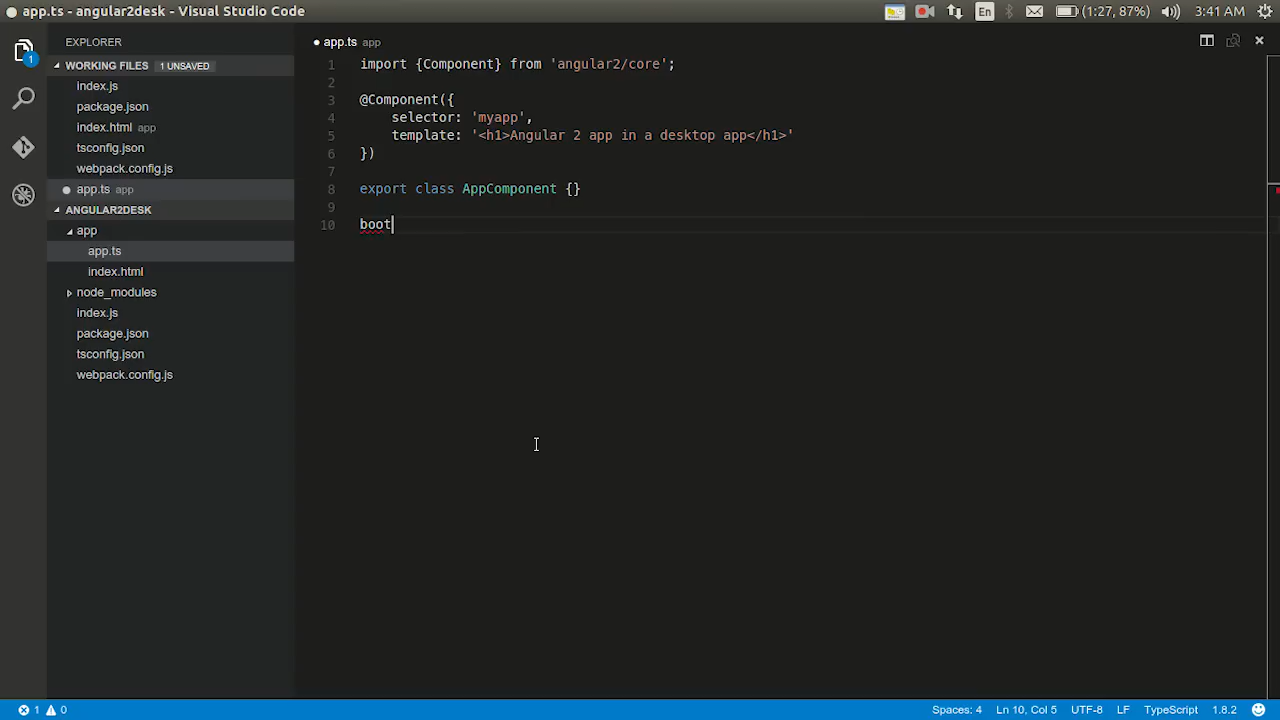 app.ts - angular2desk - Visual Studio Code
En
(1:27, 87%)
3:41 AM
EXPLORER
1
WORKING FILES 1 UNSAVED
index.js
package.json
index.html app
tsconfig.json
webpack.config.js
app.ts app
ANGULAR2DESK
app
app.ts
index.html
node_modules
index.js
package.json
tsconfig.json
webpack.config.js
app.ts app
1 import {Component} from 'angular2/core';
2
3 @Component({
4 selector: 'myapp',
5 template: '<h1>Angular 2 app in a desktop app</h1>'
6 })
7
8 export class AppComponent {}
9
10 boot
1 0
Ln 10, Col 5
Spaces: 4
UTF-8
LF
TypeScript
1.8.2